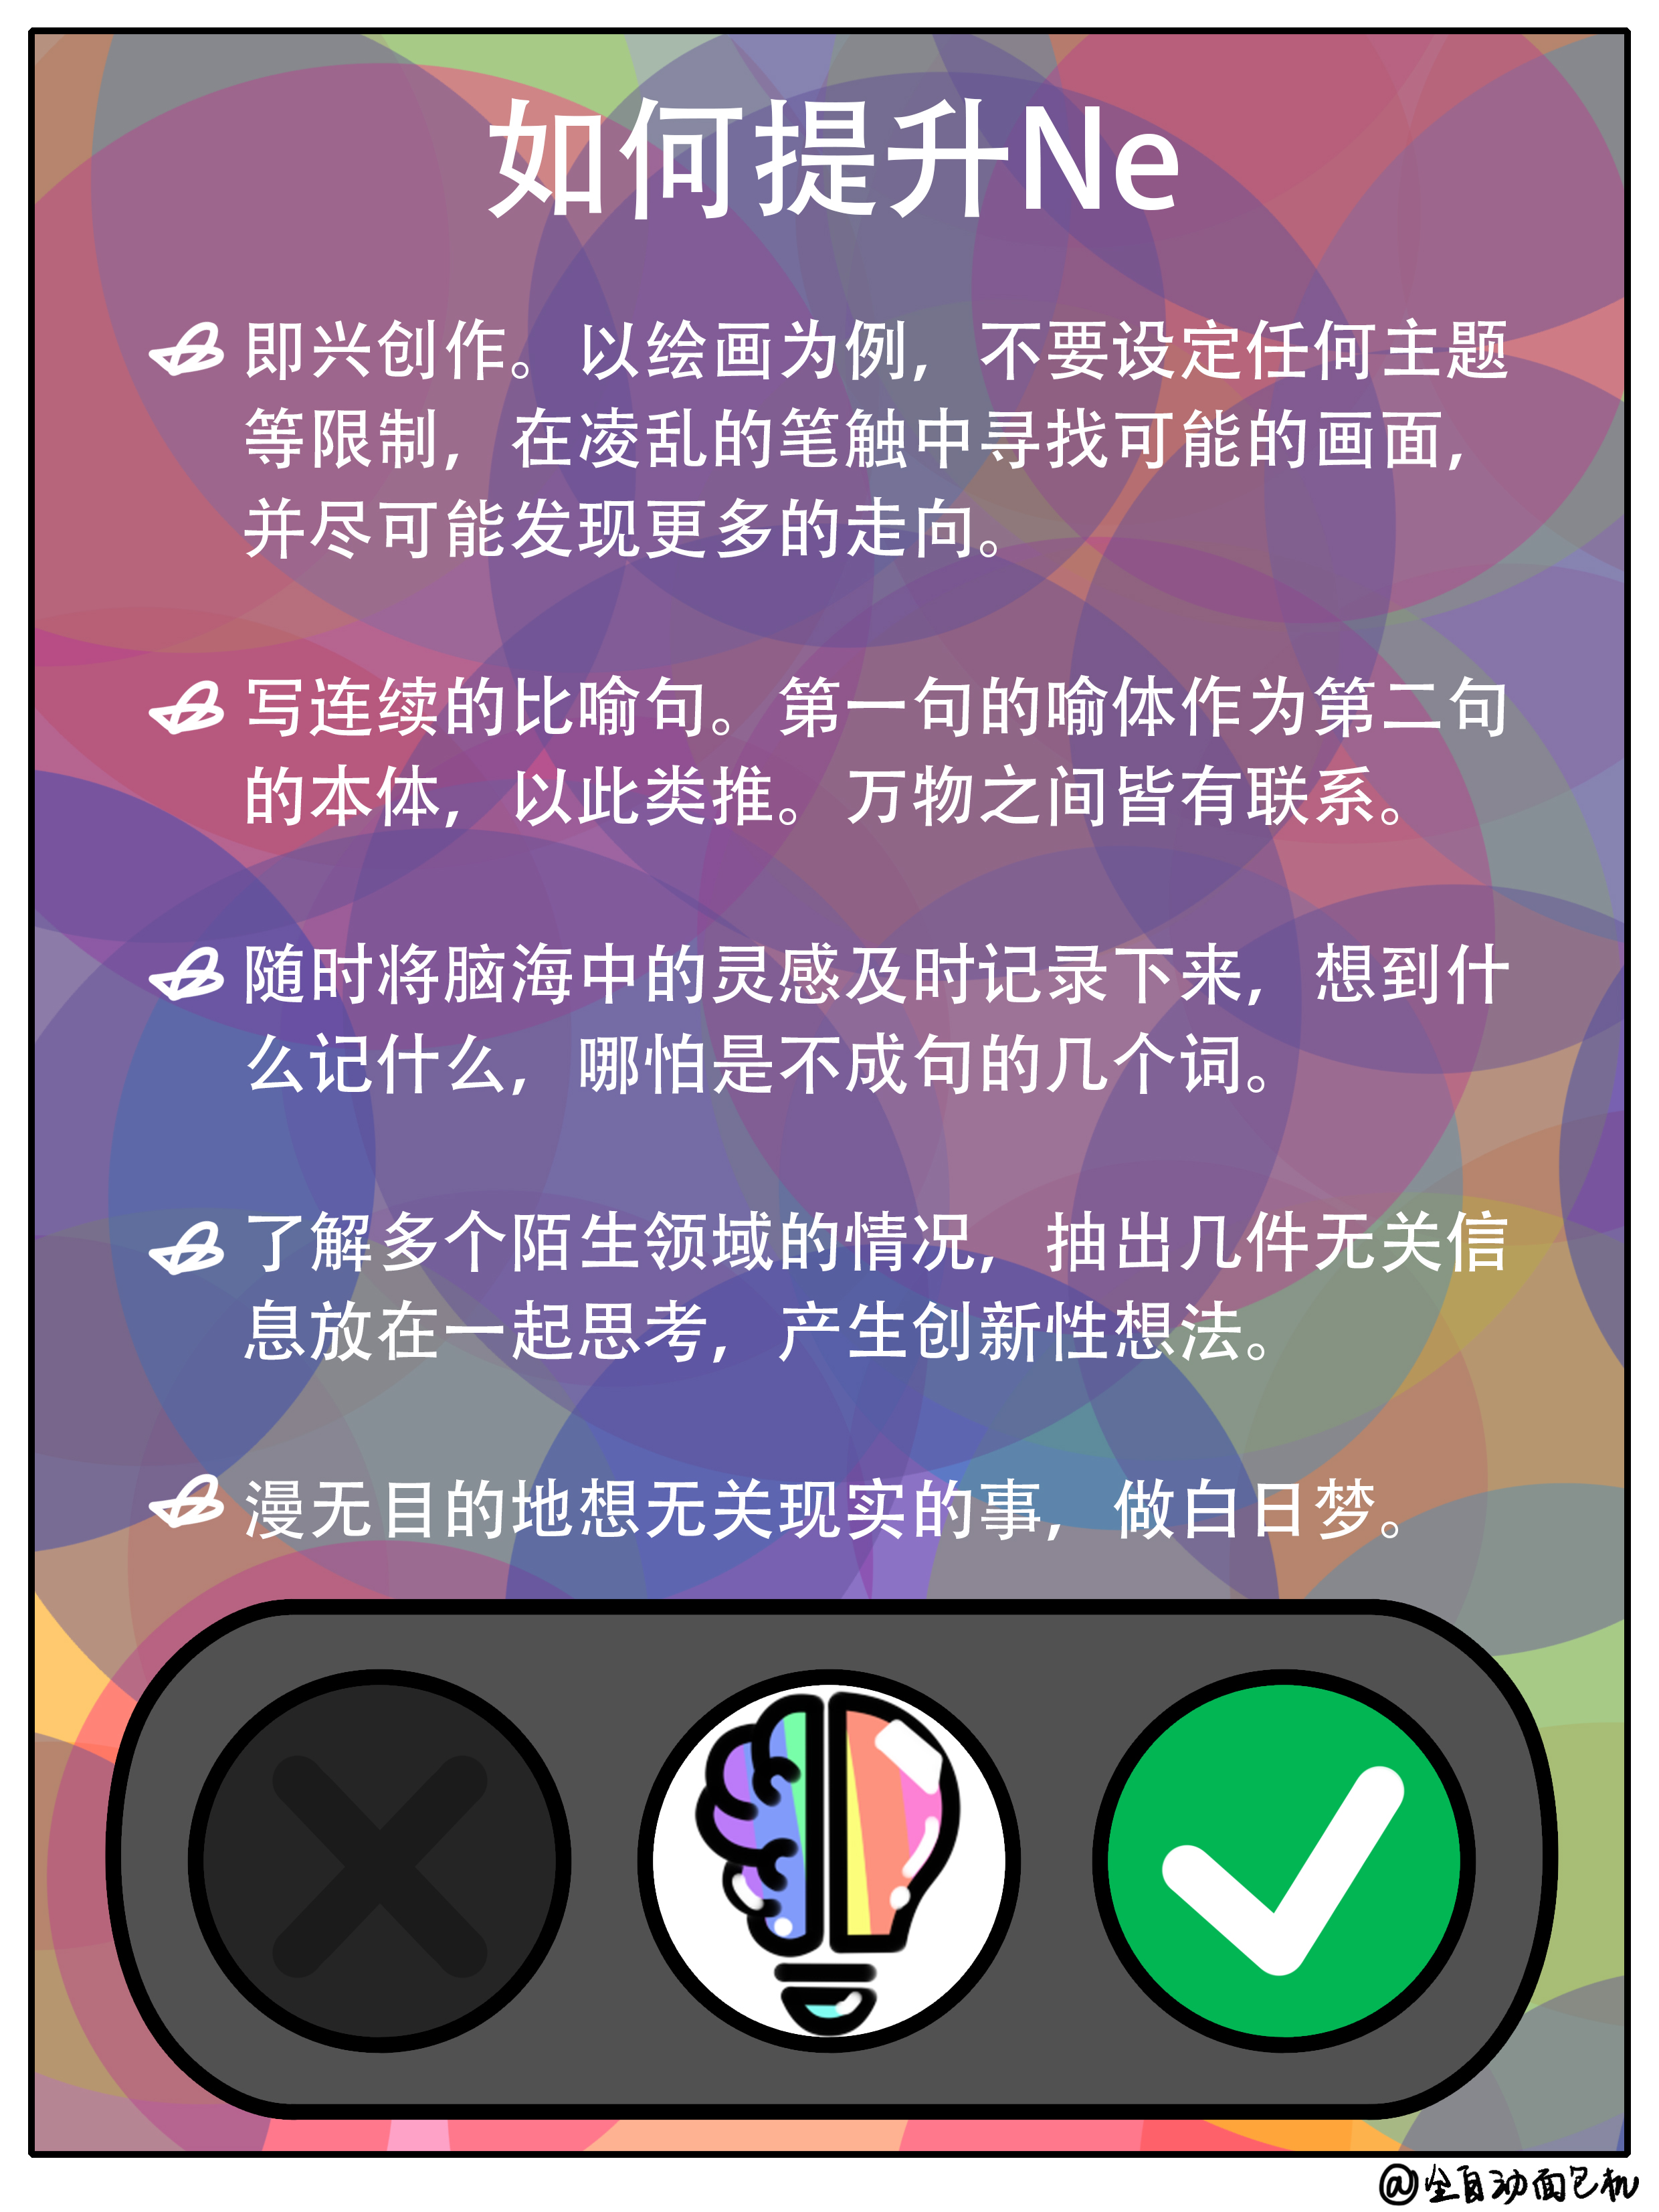 如何提升Ne
即兴创作。以绘画为例，不要设定任何主题
等限制，在凌乱的笔触中寻找可能的画面，
并尽可能发现更多的走向。
写连续的比喻句。第一句的喻体作为第二句
的本体，以此类推。万物之间皆有联系。
随时将脑海中的灵感及时记录下来，想到什
么记什么，哪怕是不成句的几个词。
了解多个陌生领域的情况，抽出几件无关信
息放在一起思考，产生创新性想法。
漫无目的地想无关现实的事，做白日梦。
@全自动面包机